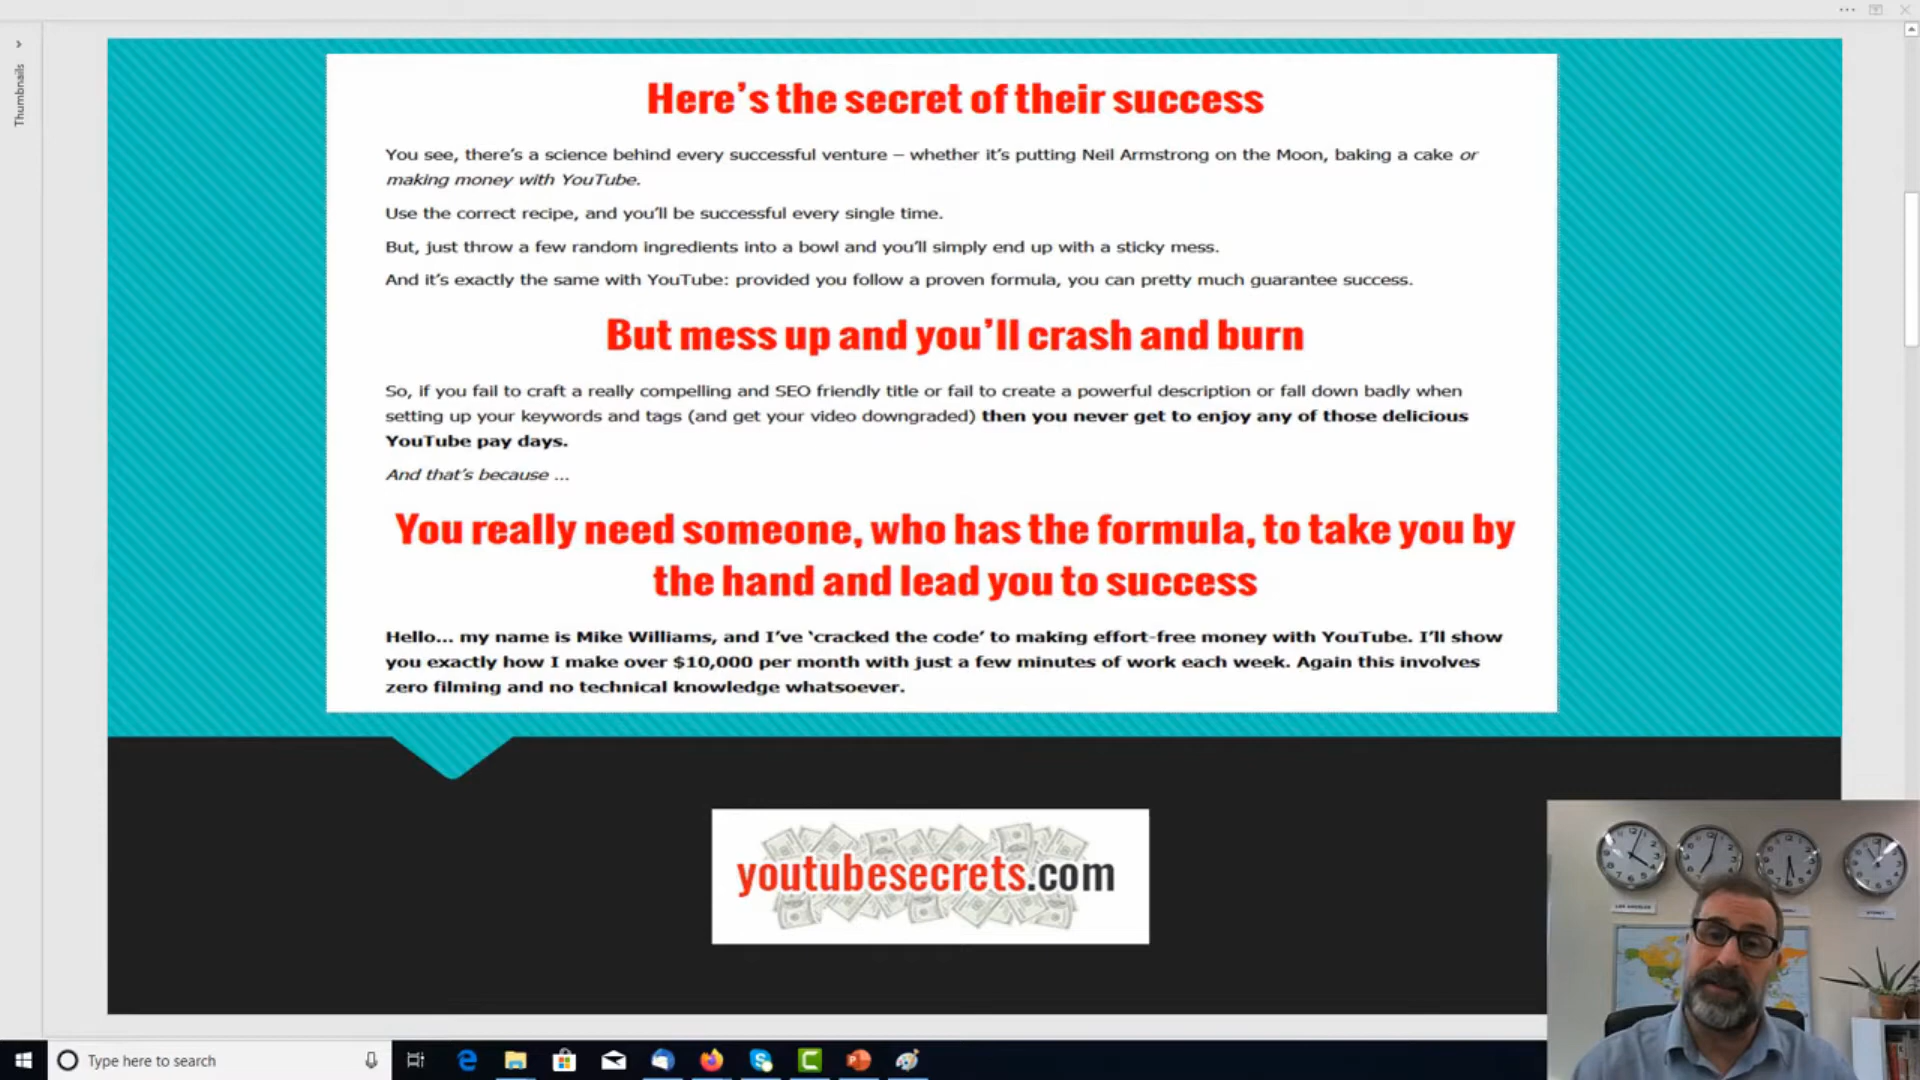 Thumbnails
Here's the secret of their success
You see, there's a science behind every successful venture – whether it's putting Neil Armstrong on the Moon, baking a cake or
making money with YouTube.
Use the correct recipe, and you'll be successful every single time.
But, just throw a few random ingredients into a bowl and you'll simply end up with a sticky mess.
And it's exactly the same with YouTube: provided you follow a proven formula, you can pretty much guarantee success.
But mess up and you'll crash and burn
So, if you fail to craft a really compelling and SEO friendly title or fail to create a powerful description or fall down badly when
setting up your keywords and tags (and get your video downgraded) then you never get to enjoy any of those delicious
YouTube pay days.
And that's because ...
You really need someone, who has the formula, to take you by
the hand and lead you to success
Hello... my name is Mike Williams, and I've ‘cracked the code’ to making effort-free money with YouTube. I'll show
you exactly how I make over $10,000 per month with just a few minutes of work each week. Again this involves
zero filming and no technical knowledge whatsoever.
youtubesecrets.com
LOS ANGELES
SYDNEY
Type here to search